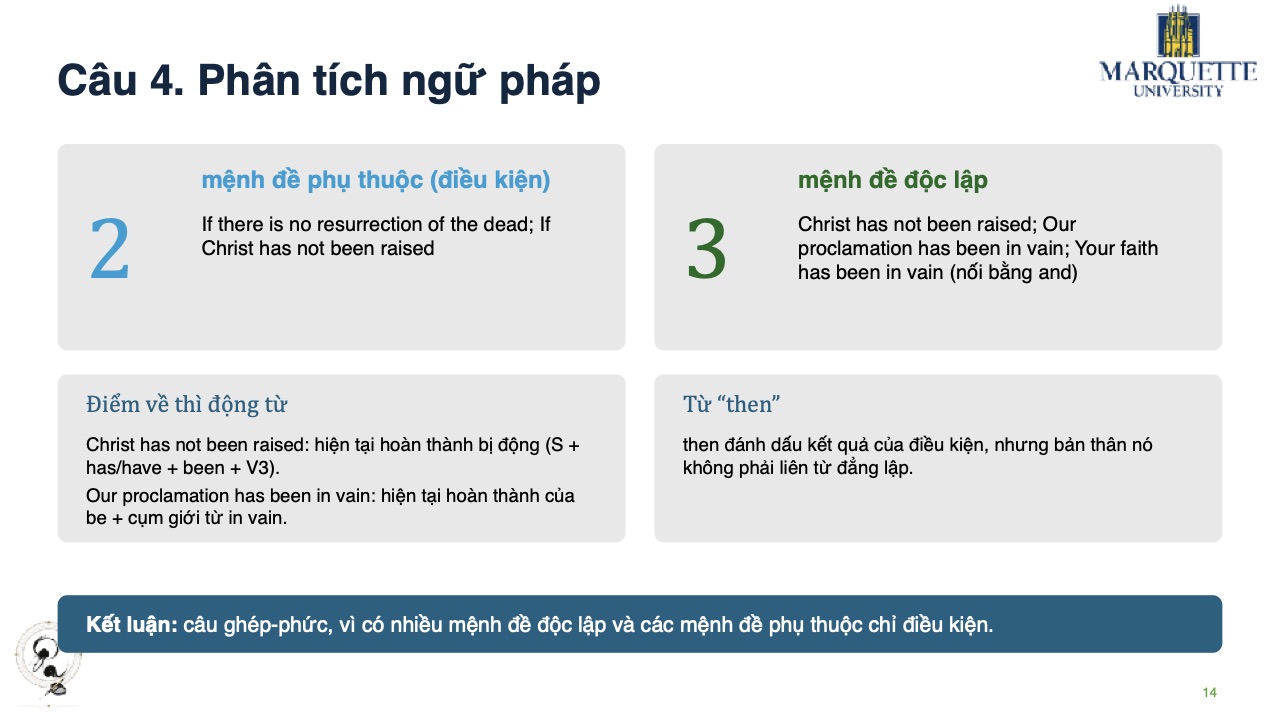 Câu 4. Phân tích ngữ pháp
MARQUETTE
UNIVERSITY
2
mệnh đề phụ thuộc (điều kiện)
If there is no resurrection of the dead; If
Christ has not been raised
3
mệnh đề độc lập
Christ has not been raised; Our
proclamation has been in vain; Your faith
has been in vain (nối bằng and)
Điểm về thì động từ
Christ has not been raised: hiện tại hoàn thành bị động (S +
has/have + been + V3).
Our proclamation has been in vain: hiện tại hoàn thành của
be + cụm giới từ in vain.
Từ “then”
then đánh dấu kết quả của điều kiện, nhưng bản thân nó
không phải liên từ đẳng lập.
Kết luận: câu ghép-phức, vì có nhiều mệnh đề độc lập và các mệnh đề phụ thuộc chỉ điều kiện.
14